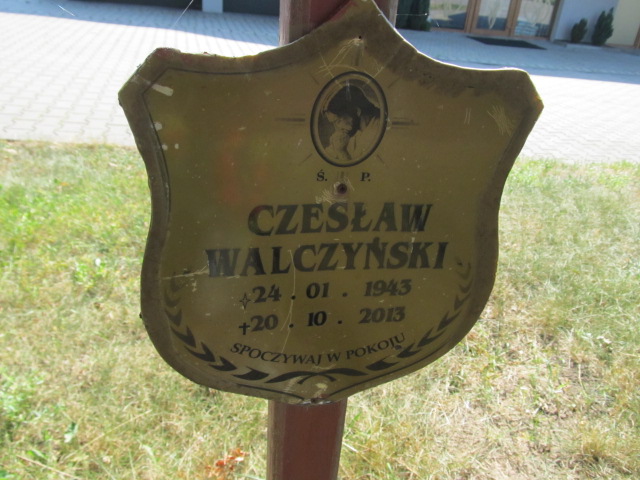 Ś. P.
CZESŁAW
WALCZYŃSKI
24.01.1943
†20.10.2013
SPOCZYWAJ W POKOJU